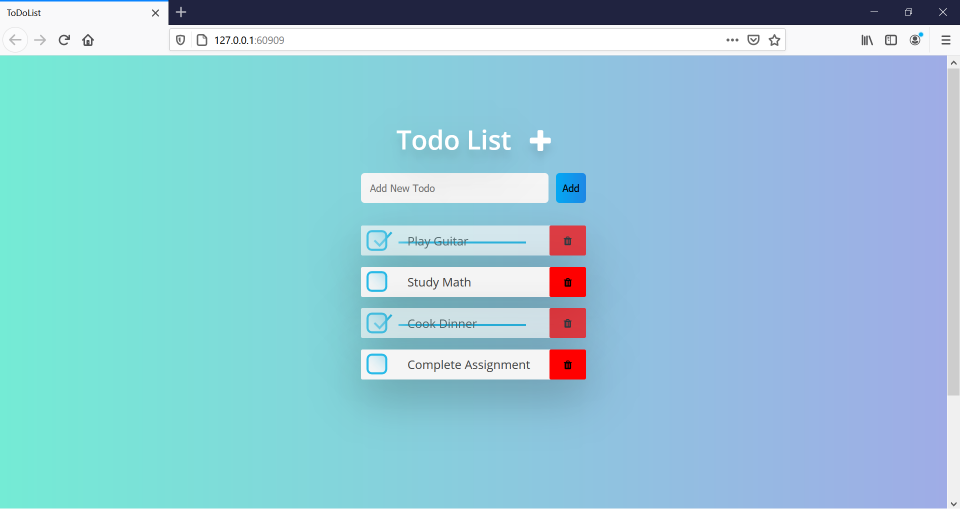 ToDoList
127.0.0.1:60909
Todo List
Add New Todo
Add
Play Guitar
Study Math
Cook Dinner
Complete Assignment